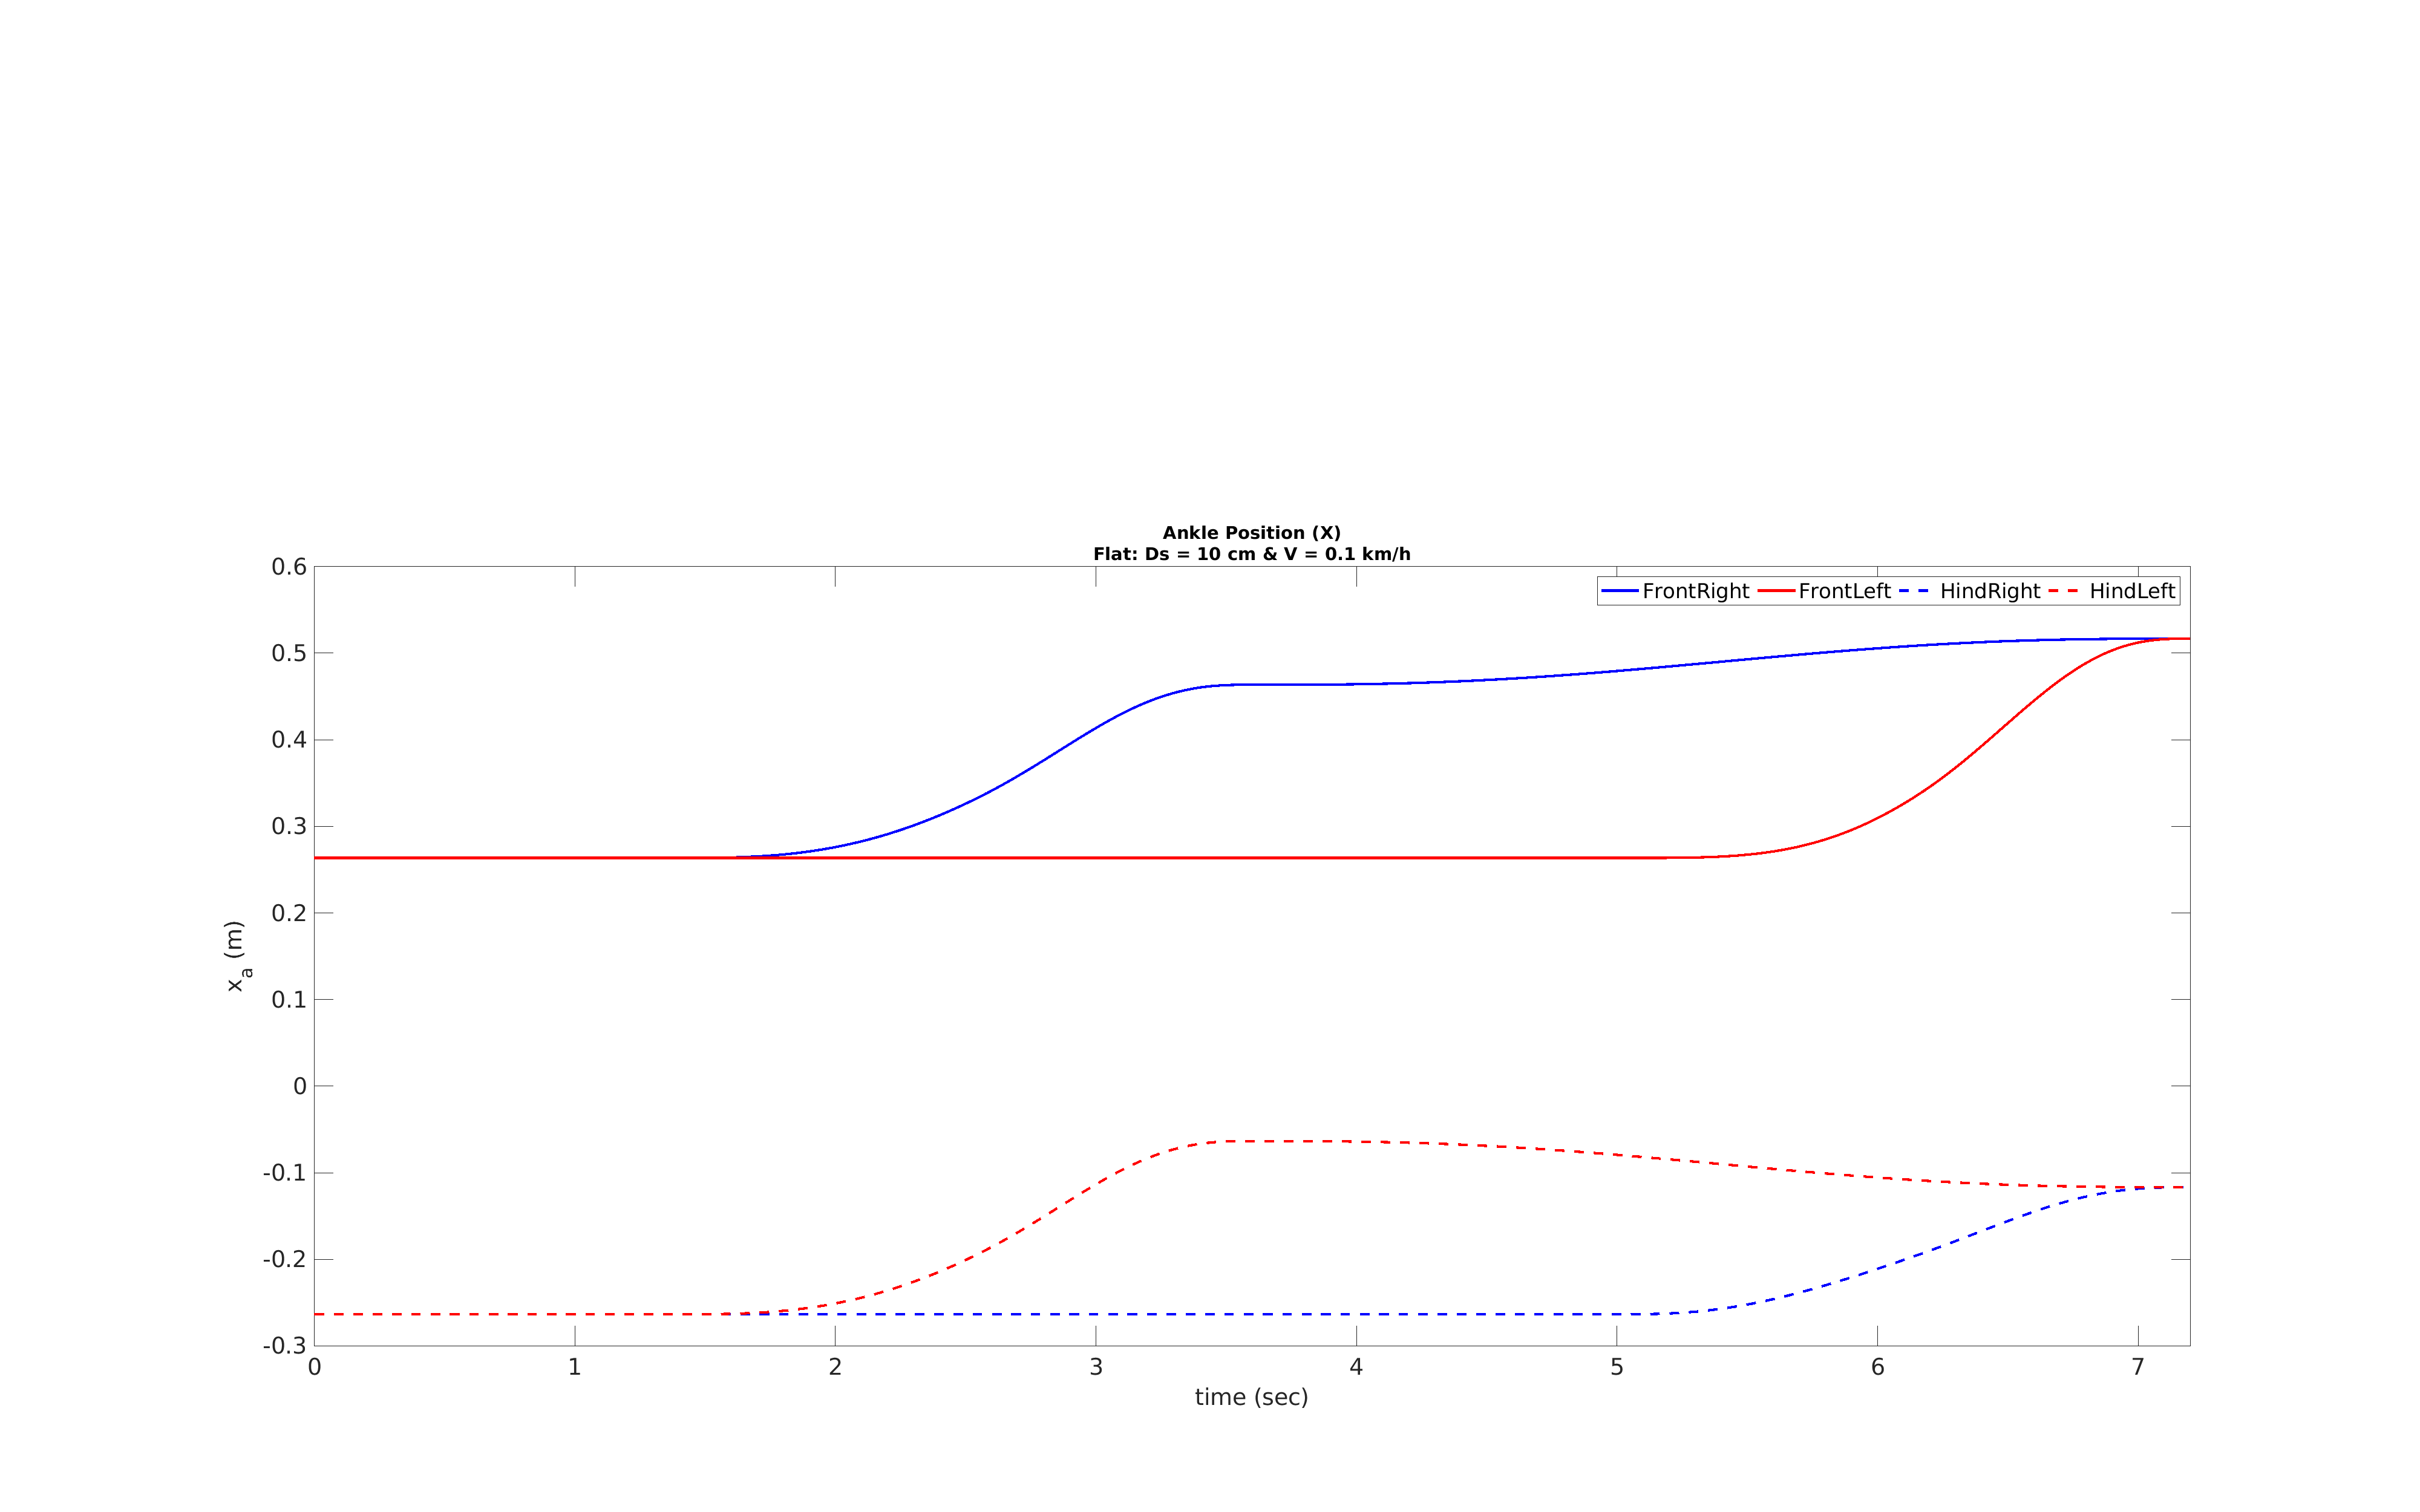 Ankle Position (X)
Flat: Ds = 10 cm & V = 0.1 km/h
FrontRight FrontLeft HindRight HindLeft
0.6
0.5
0.4
0.3
0.2
0.1
0
-0.1
-0.2
-0.3
x_a (m)
0 1 2 3 4 5 6 7
time (sec)